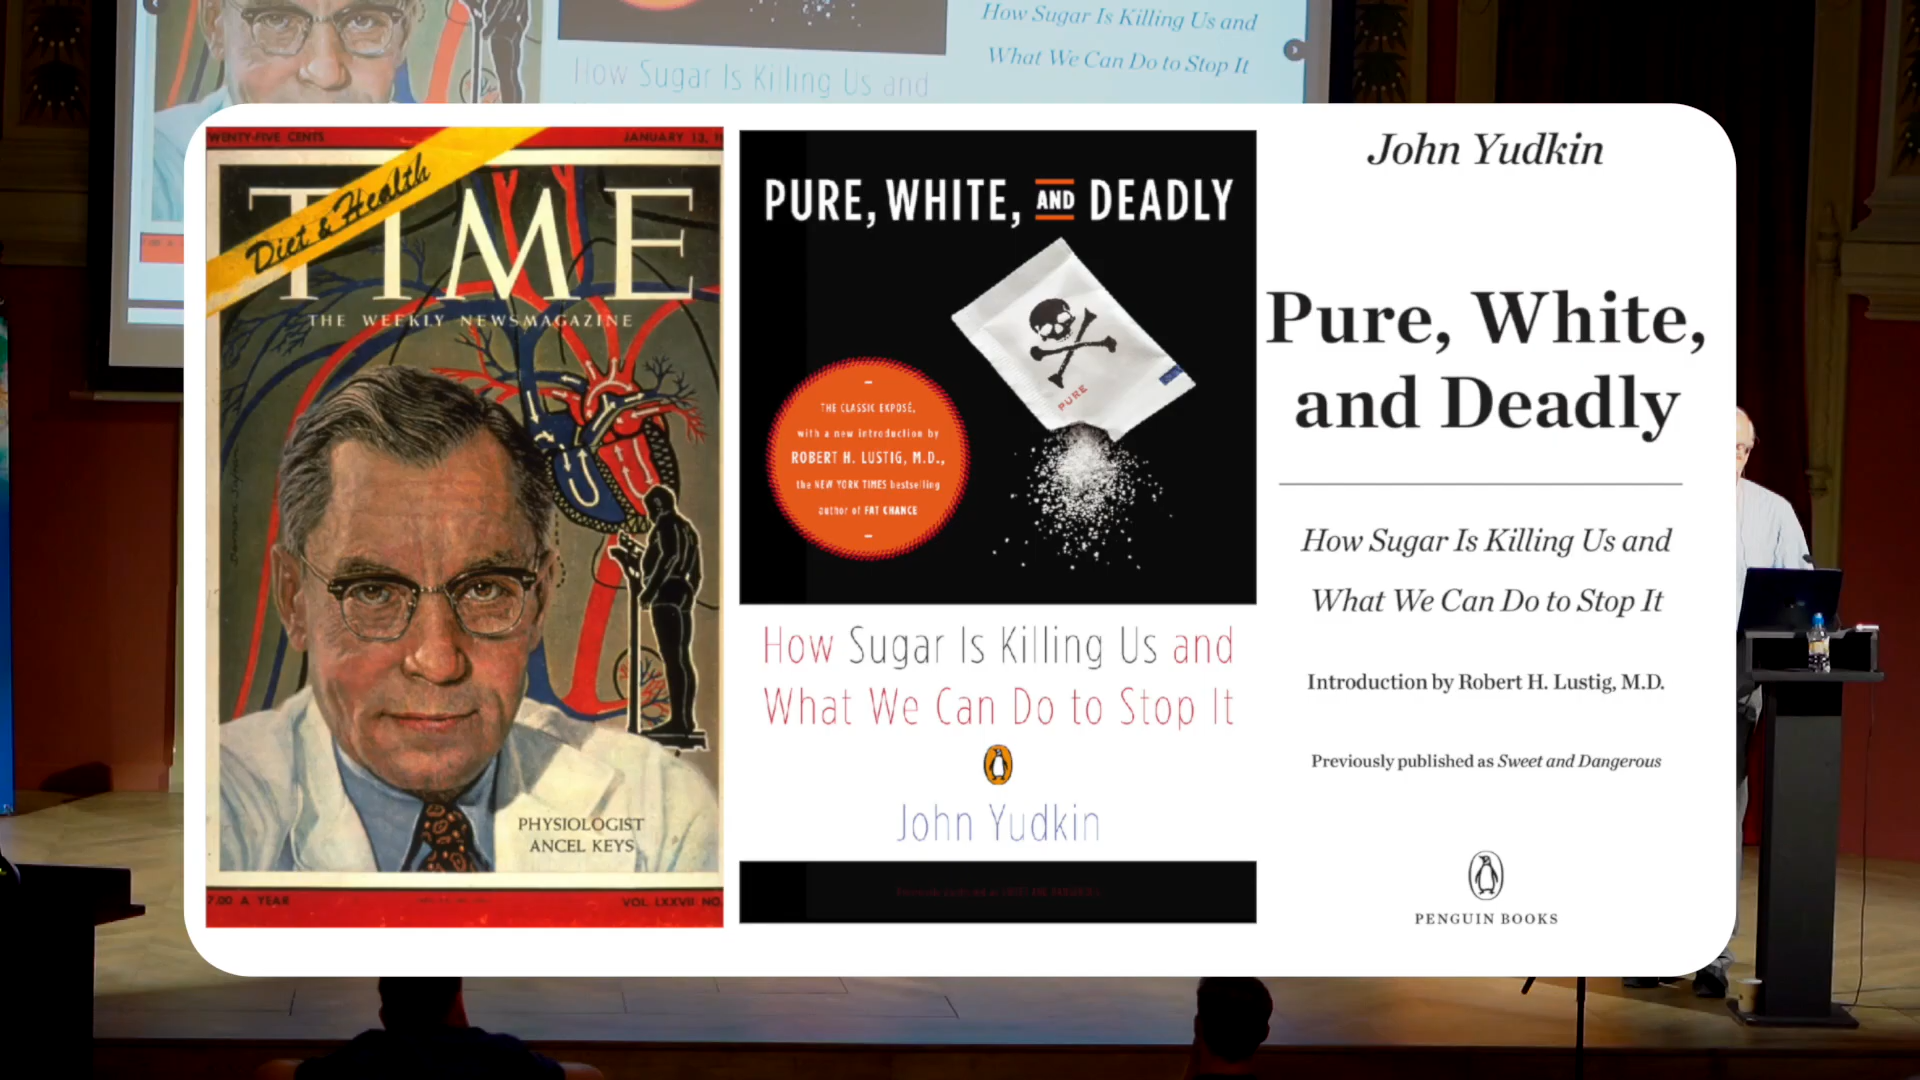 How Sugar Is Killing Us and
What We Can Do to Stop It
How Sugar Is Killing Us and
TWENTY-FIVE CENTS
JANUARY 13,
Diet & Health
TIME
THE WEEKLY NEWSMAGAZINE
PHYSIOLOGIST
ANCEL KEYS
7.00 A YEAR
VOL. LXXVII NO.
PURE, WHITE, AND DEADLY
PURE
THE CLASSIC EXPOSÉ,
with a new introduction by
ROBERT H. LUSTIG, M.D.,
the NEW YORK TIMES bestselling
author of FAT CHANCE
How Sugar Is Killing Us and
What We Can Do to Stop It
John Yudkin
John Yudkin
Pure, White,
and Deadly
How Sugar Is Killing Us and
What We Can Do to Stop It
Introduction by Robert H. Lustig, M.D.
Previously published as Sweet and Dangerous
PENGUIN BOOKS